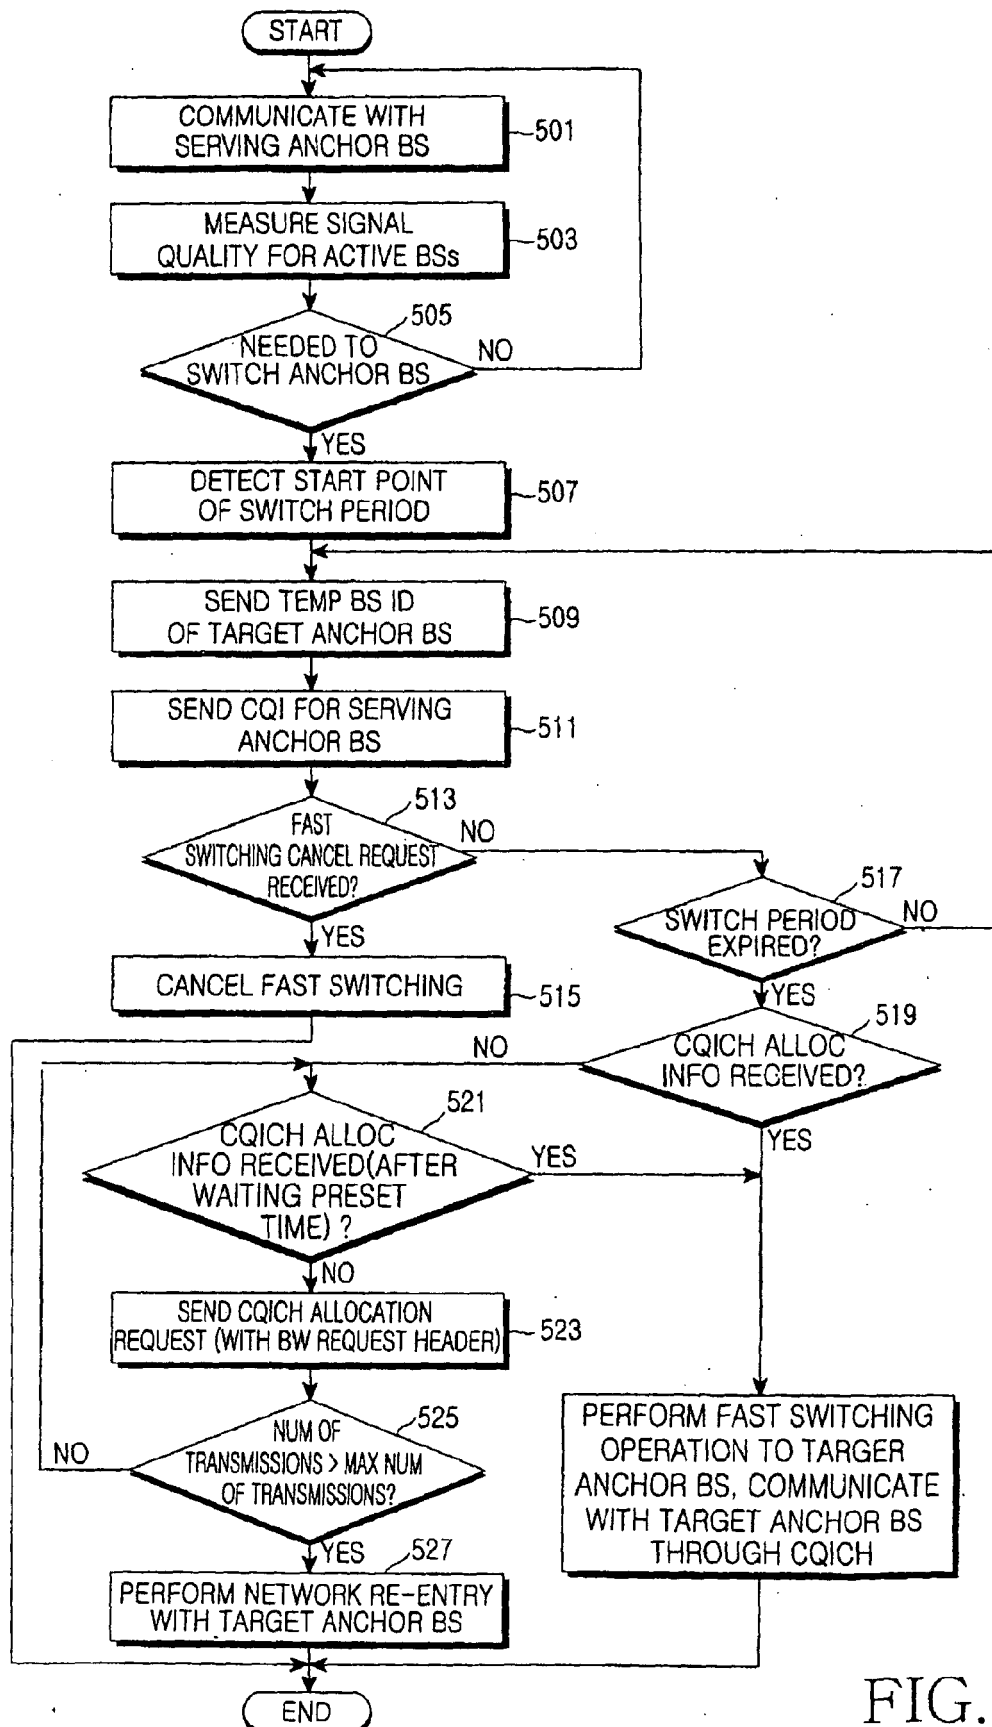 START
COMMUNICATE WITH
SERVING ANCHOR BS
501
MEASURE SIGNAL
QUALITY FOR ACTIVE BSs
503
505
NEEDED TO
SWITCH ANCHOR BS
NO
YES
DETECT START POINT
OF SWITCH PERIOD
507
SEND TEMP BS ID
OF TARGET ANCHOR BS
509
SEND CQI FOR SERVING
ANCHOR BS
511
513
FAST
SWITCHING CANCEL REQUEST
RECEIVED?
NO
YES
517
SWITCH PERIOD
EXPIRED?
NO
YES
CANCEL FAST SWITCHING
515
519
CQICH ALLOC
INFO RECEIVED?
NO
YES
521
CQICH ALLOC
INFO RECEIVED(AFTER
WAITING PRESET
TIME) ?
YES
NO
SEND CQICH ALLOCATION
REQUEST (WITH BW REQUEST HEADER)
523
525
NUM OF
TRANSMISSIONS > MAX NUM
OF TRANSMISSIONS?
NO
YES
PERFORM FAST SWITCHING
OPERATION TO TARGER
ANCHOR BS, COMMUNICATE
WITH TARGET ANCHOR BS
THROUGH CQICH
527
PERFORM NETWORK RE-ENTRY
WITH TARGET ANCHOR BS
END
FIG.